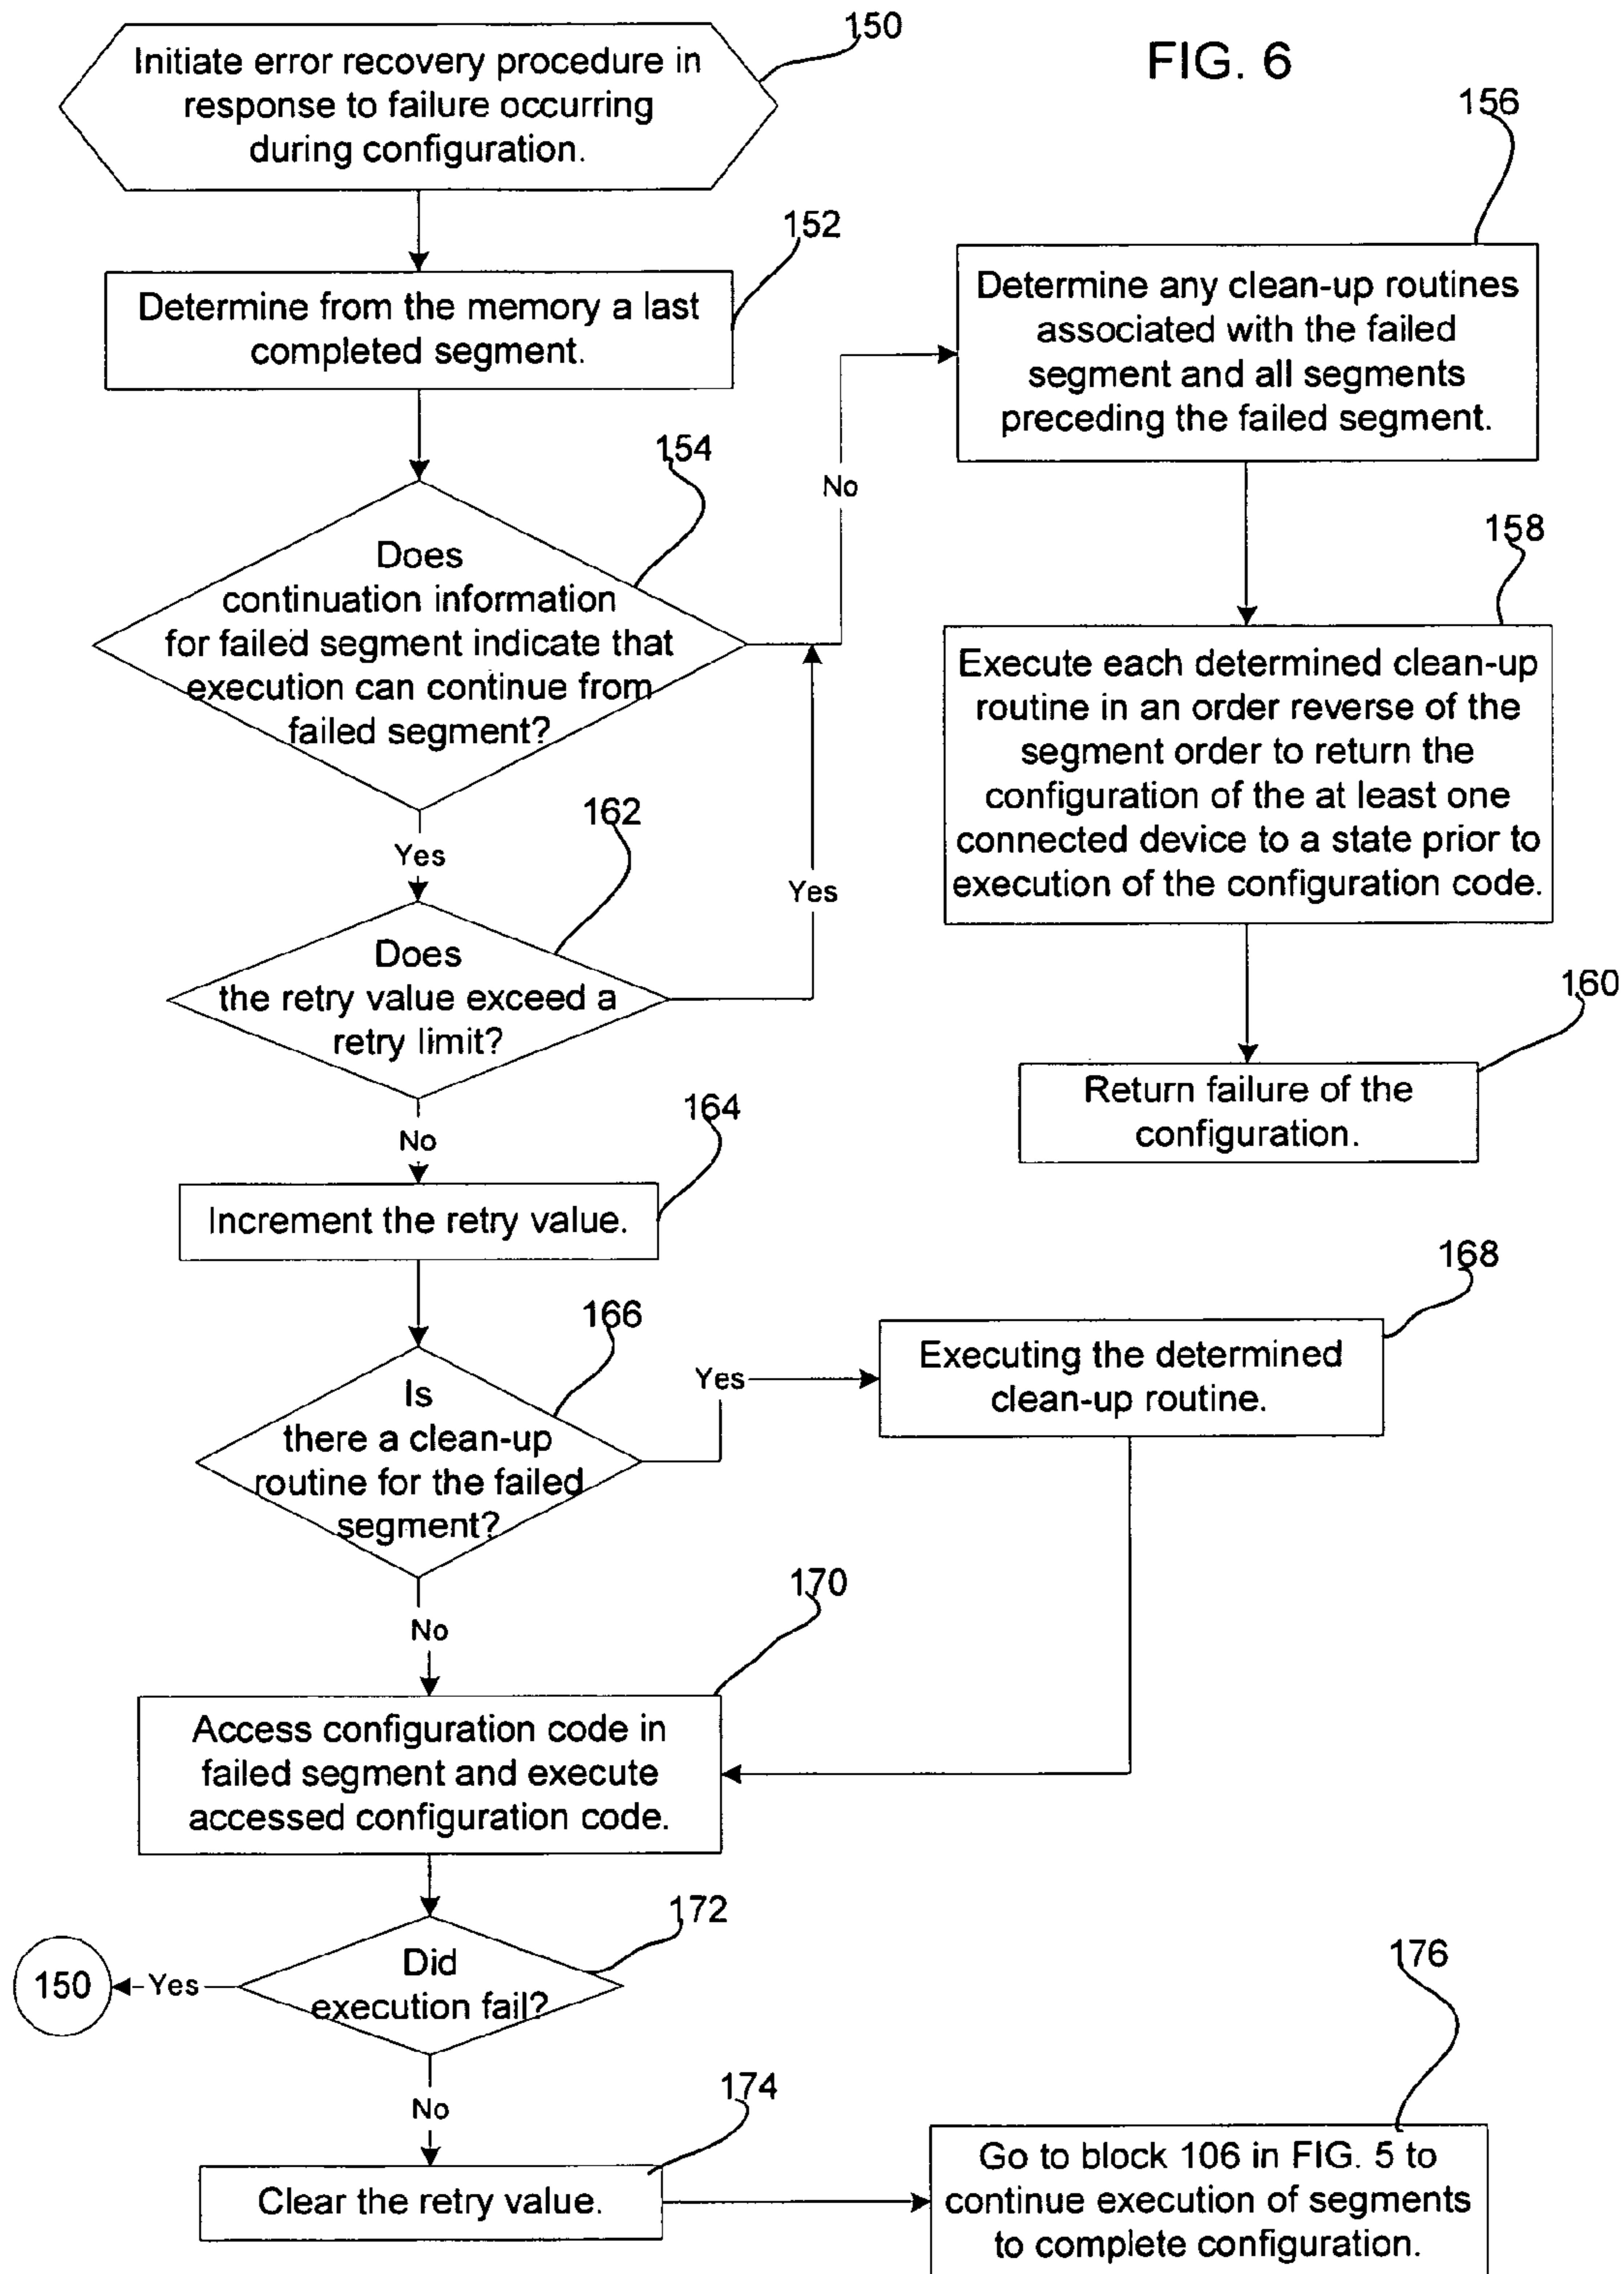 150
FIG. 6
Initiate error recovery procedure in
response to failure occurring
during configuration.
156
152
Determine from the memory a last
completed segment.
Determine any clean-up routines
associated with the failed
segment and all segments
preceding the failed segment.
154
No
Does
continuation information
for failed segment indicate that
execution can continue from
failed segment?
158
Execute each determined clean-up
routine in an order reverse of the
segment order to return the
configuration of the at least one
connected device to a state prior to
execution of the configuration code.
162
Yes
Yes
Does
the retry value exceed a
retry limit?
160
Return failure of the
configuration.
No
164
Increment the retry value.
168
166
Executing the determined
clean-up routine.
Yes
Is
there a clean-up
routine for the failed
segment?
170
No
Access configuration code in
failed segment and execute
accessed configuration code.
172
Did
execution fail?
Yes
150
176
No
174
Clear the retry value.
Go to block 106 in FIG. 5 to
continue execution of segments
to complete configuration.